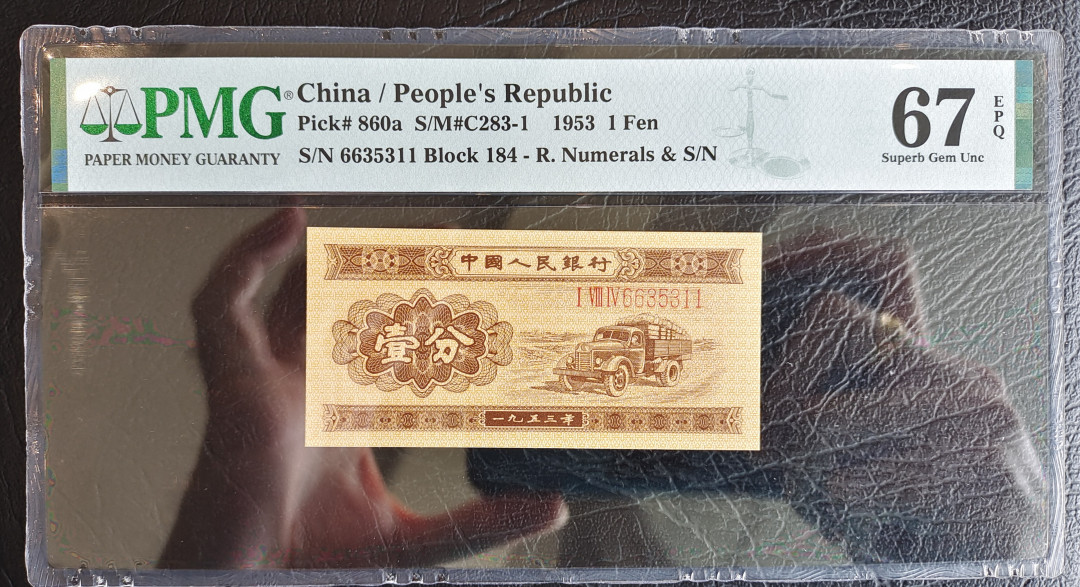 PMG®
PAPER MONEY GUARANTY
China / People's Republic
Pick# 860a S/M#C283-1 1953 1 Fen
S/N 6635311 Block 184 - R. Numerals & S/N
67 EPQ
Superb Gem Unc
中國人民銀行
I VIII IV 6635311
壹分
一九五三年